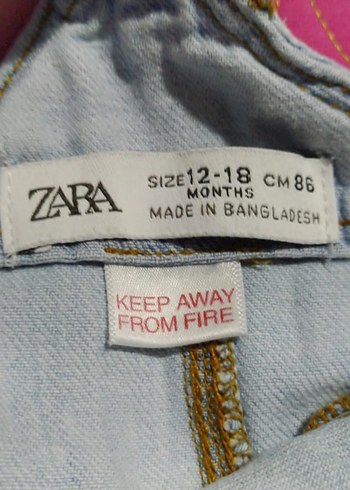 ZARA
SIZE 12-18 CM 86
MONTHS
MADE IN BANGLADESH
KEEP AWAY
FROM FIRE